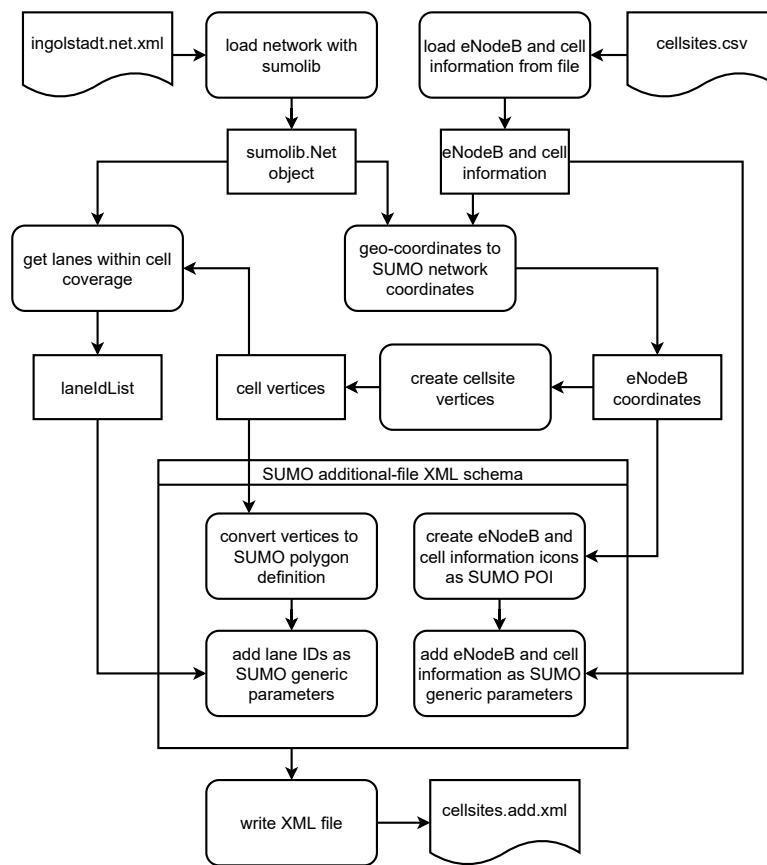 ingolstadt.net.xml
load network with
sumolib
load eNodeB and cell
information from file
cellsites.csv
sumolib.Net
object
eNodeB and cell
information
get lanes within cell
coverage
geo-coordinates to
SUMO network
coordinates
laneIdList
cell vertices
create cellsite
vertices
eNodeB
coordinates
SUMO additional-file XML schema
convert vertices to
SUMO polygon
definition
create eNodeB and
cell information icons
as SUMO POI
add lane IDs as
SUMO generic
parameters
add eNodeB and cell
information as SUMO
generic parameters
write XML file
cellsites.add.xml